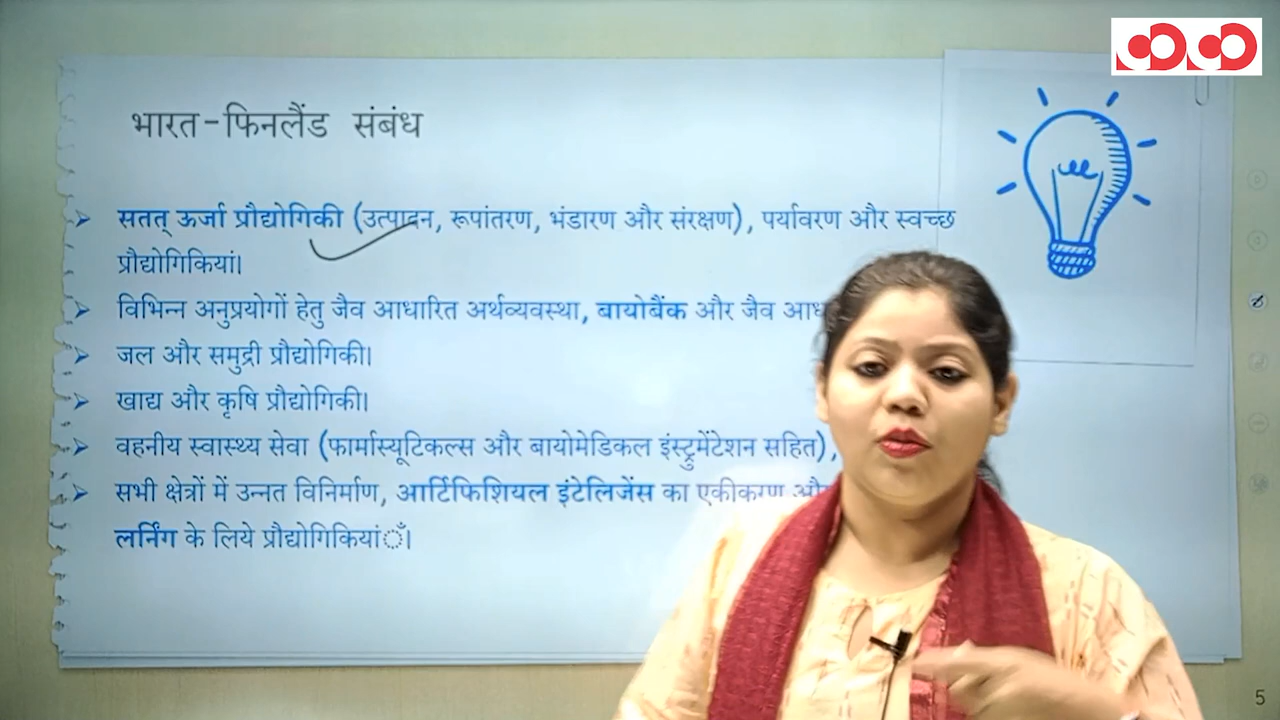 भारत-फिनलैंड संबंध
सतत् ऊर्जा प्रौद्योगिकी (उत्पादन, रूपांतरण, भंडारण और संरक्षण), पर्यावरण और स्वच्छ
प्रौद्योगिकियां।
विभिन्न अनुप्रयोगों हेतु जैव आधारित अर्थव्यवस्था, बायोबैंक और जैव
जल और समुद्री प्रौद्योगिकी।
खाद्य और कृषि प्रौद्योगिकी।
वहनीय स्वास्थ्य सेवा (फार्मास्यूटिकल्स और बायोमेडिकल इंस्ट्रुमेंटेशन सहित),
सभी क्षेत्रों में उन्नत विनिर्माण, आर्टिफिशियल इंटेलिजेंस का एकीकरण
लर्निंग के लिये प्रौद्योगिकियांँ।
5